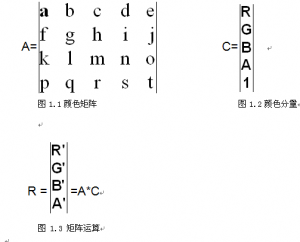 A=
a b c d e
f g h i j
k l m n o
p q r s t
图 1.1 颜色矩阵
C=
R
G
B
A
1
图 1.2 颜色分量
R =
R'
G'
B'
A'
=A*C
图 1.3 矩阵运算